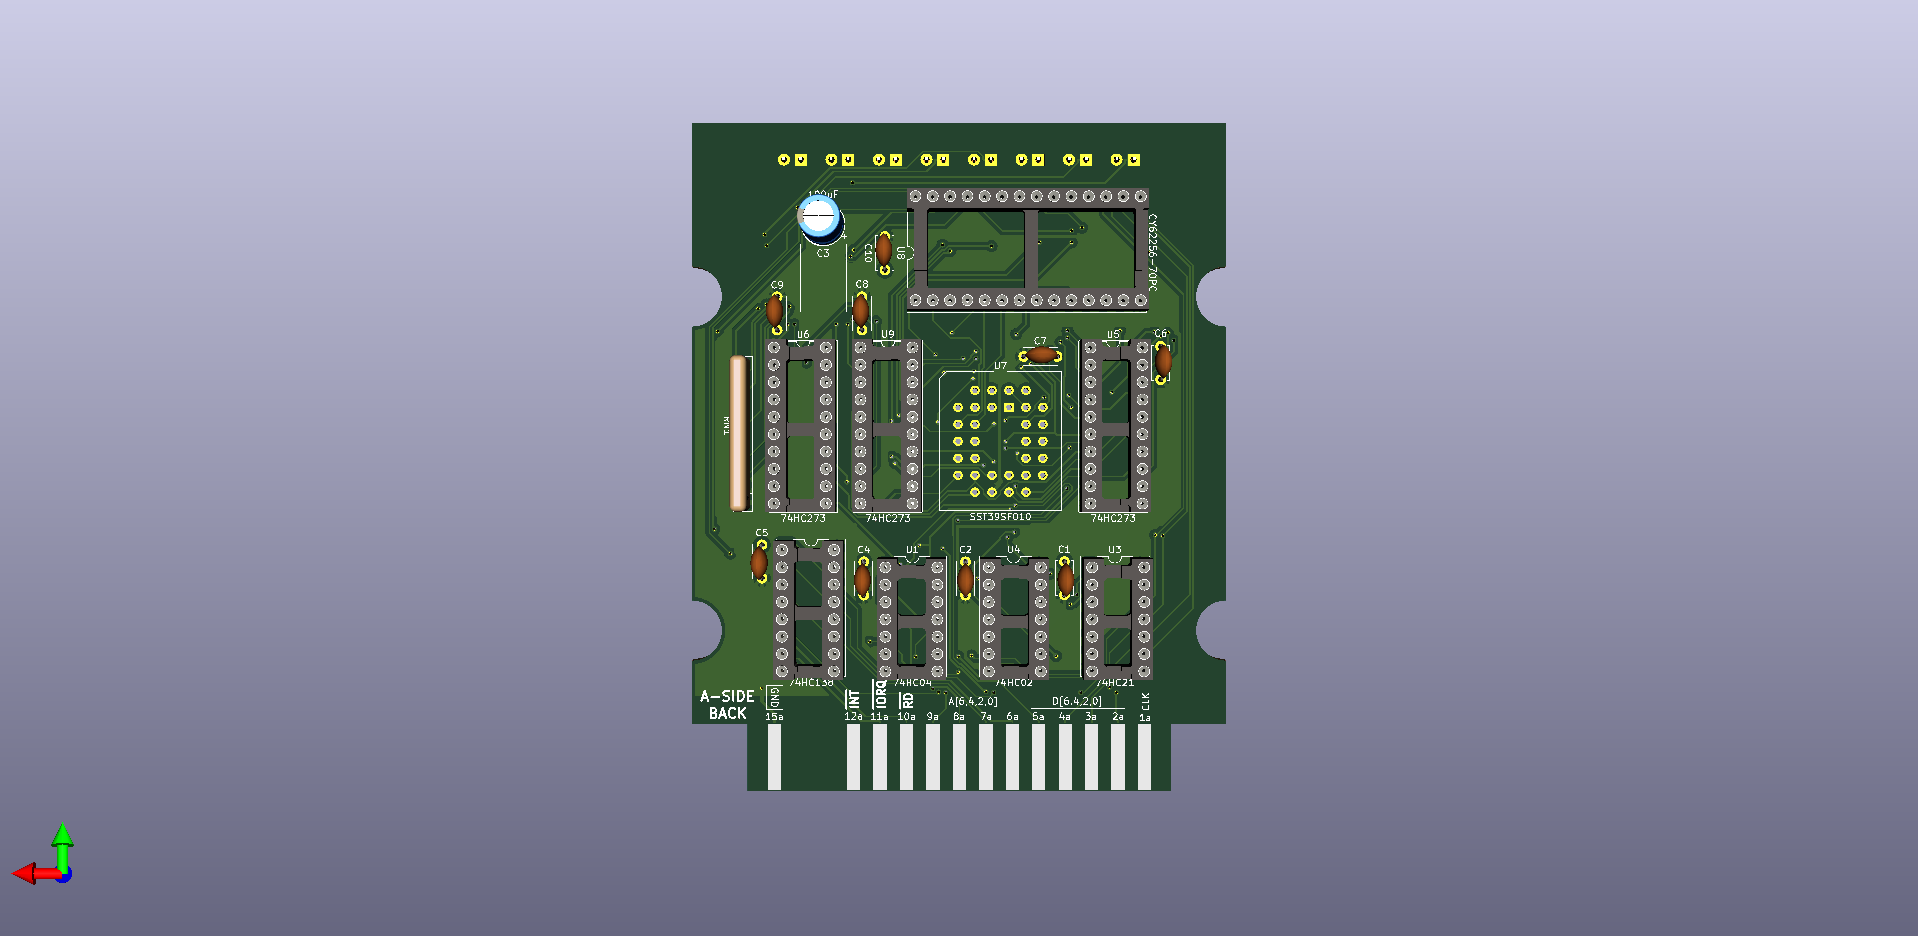 C3
C10
U8
CY62256-70PC
C9
C8
U6
U9
C7
U5
C6
U7
RN1
74HC273
74HC273
SST39SF010
74HC273
C5
C4
U1
C2
U4
C1
U3
74HC138
74HC04
74HC02
74HC21
A-SIDE
BACK
GND
INT
IORQ
RD
A[6,4,2,0]
D[6,4,2,0]
CLK
15a 12a 11a 10a 9a 8a 7a 6a 5a 4a 3a 2a 1a